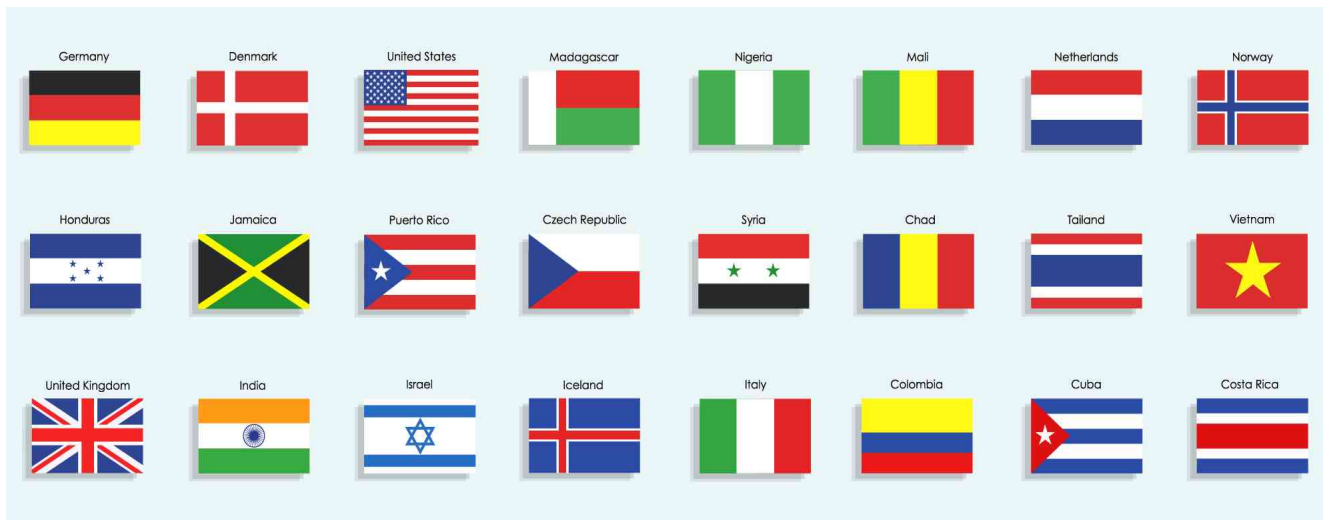 Germany
Denmark
United States
Madagascar
Nigeria
Mali
Netherlands
Norway
Honduras
Jamaica
Puerto Rico
Czech Republic
Syria
Chad
Tailand
Vietnam
United Kingdom
India
Israel
Iceland
Italy
Colombia
Cuba
Costa Rica